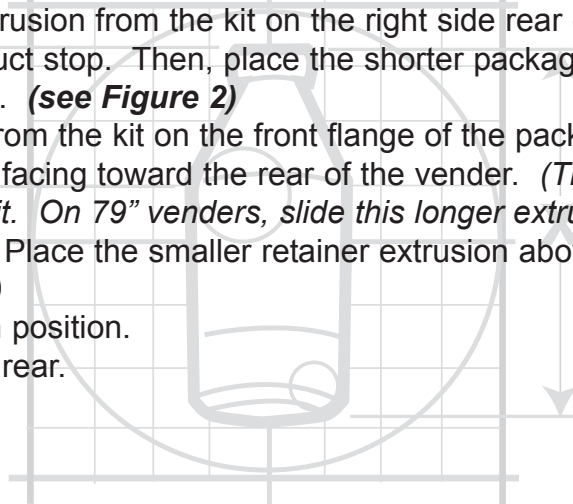 rusion from the kit on the right side rear
uct stop. Then, place the shorter packag
. (see Figure 2)
rom the kit on the front flange of the pack
facing toward the rear of the vender. (Th
it. On 79” venders, slide this longer extru
Place the smaller retainer extrusion abo
)
position.
rear.